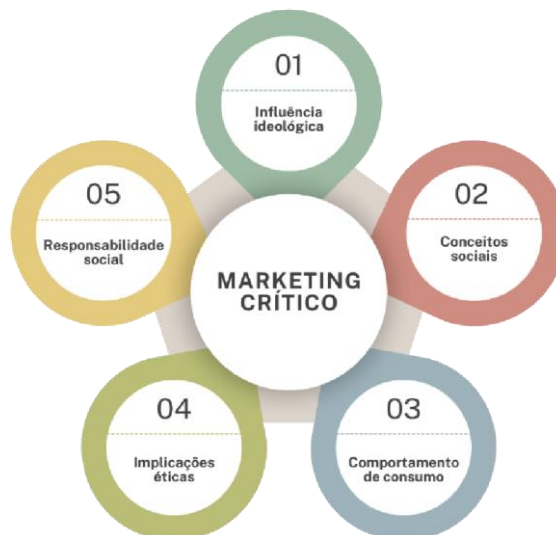 01
Influência
ideológica
02
Conceitos
sociais
03
Comportamento
de consumo
04
Implicações
éticas
05
Responsabilidade
social
MARKETING
CRÍTICO